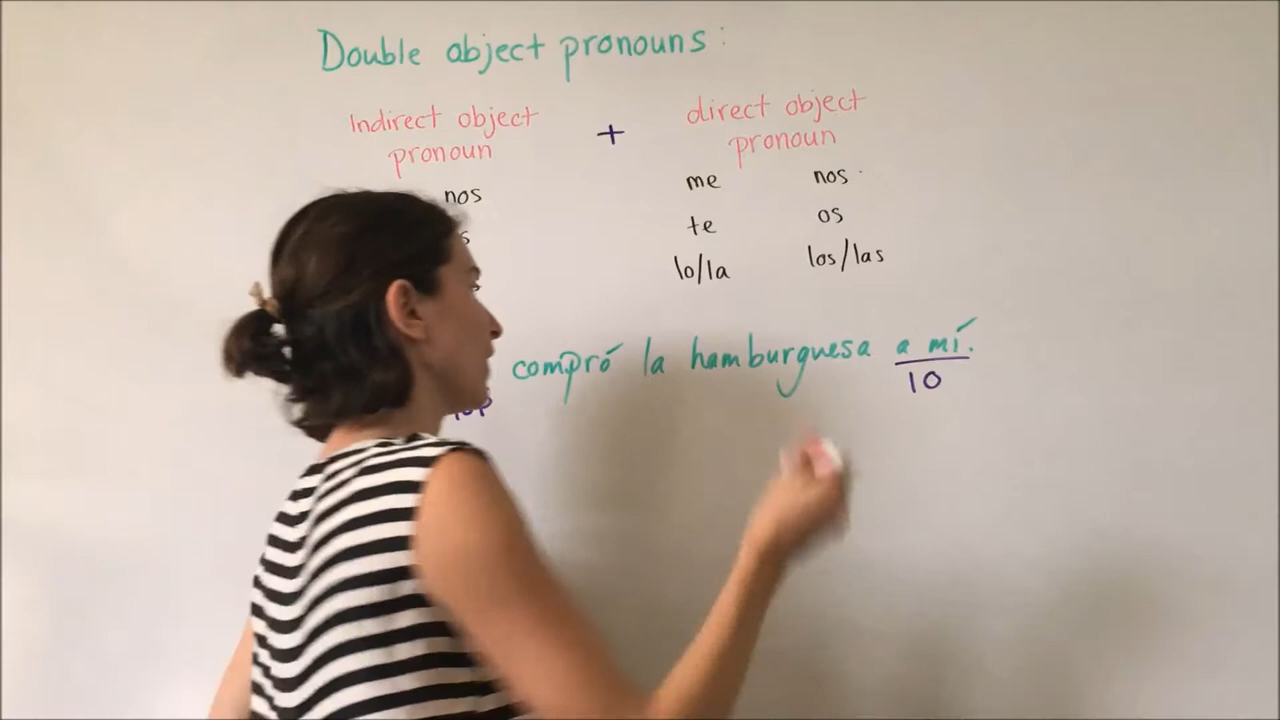 Double object pronouns:
Indirect object pronoun + direct object pronoun
nos me nos
te os
lo/la los/las
compró la hamburguesa a mí.
IO